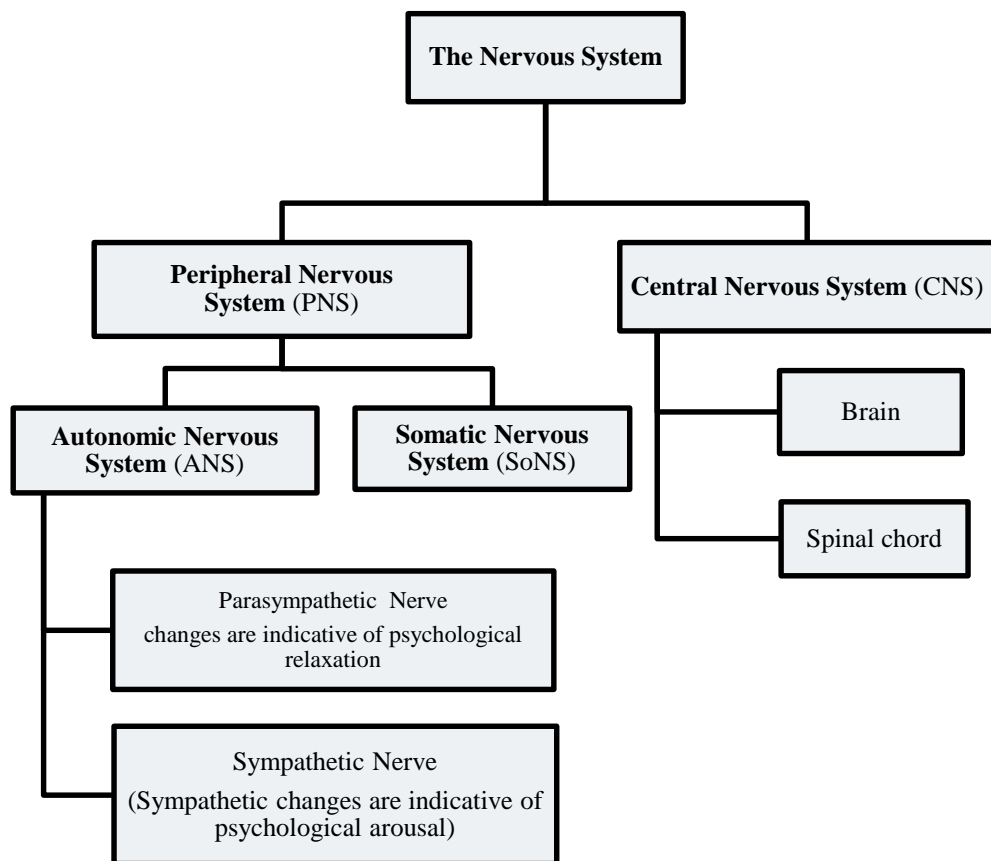 The Nervous System
Peripheral Nervous
System (PNS)
Central Nervous System (CNS)
Autonomic Nervous
System (ANS)
Somatic Nervous
System (SoNS)
Brain
Spinal chord
Parasympathetic Nerve
changes are indicative of psychological
relaxation
Sympathetic Nerve
(Sympathetic changes are indicative of
psychological arousal)